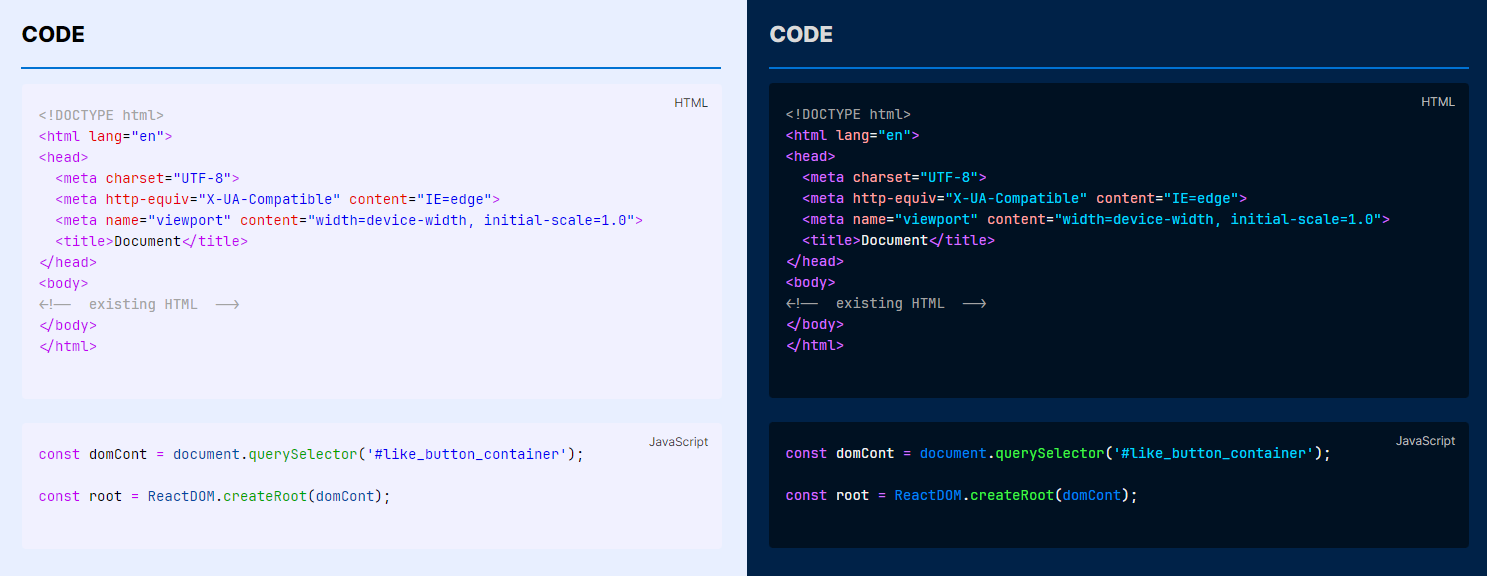 CODE
HTML
<!DOCTYPE html>
<html lang="en">
<head>
  <meta charset="UTF-8">
  <meta http-equiv="X-UA-Compatible" content="IE=edge">
  <meta name="viewport" content="width=device-width, initial-scale=1.0">
  <title>Document</title>
</head>
<body>
<!--  existing HTML  -->
</body>
</html>
JavaScript
const domCont = document.querySelector('#like_button_container');
const root = ReactDOM.createRoot(domCont);
CODE
HTML
<!DOCTYPE html>
<html lang="en">
<head>
  <meta charset="UTF-8">
  <meta http-equiv="X-UA-Compatible" content="IE=edge">
  <meta name="viewport" content="width=device-width, initial-scale=1.0">
  <title>Document</title>
</head>
<body>
<!--  existing HTML  -->
</body>
</html>
JavaScript
const domCont = document.querySelector('#like_button_container');
const root = ReactDOM.createRoot(domCont);